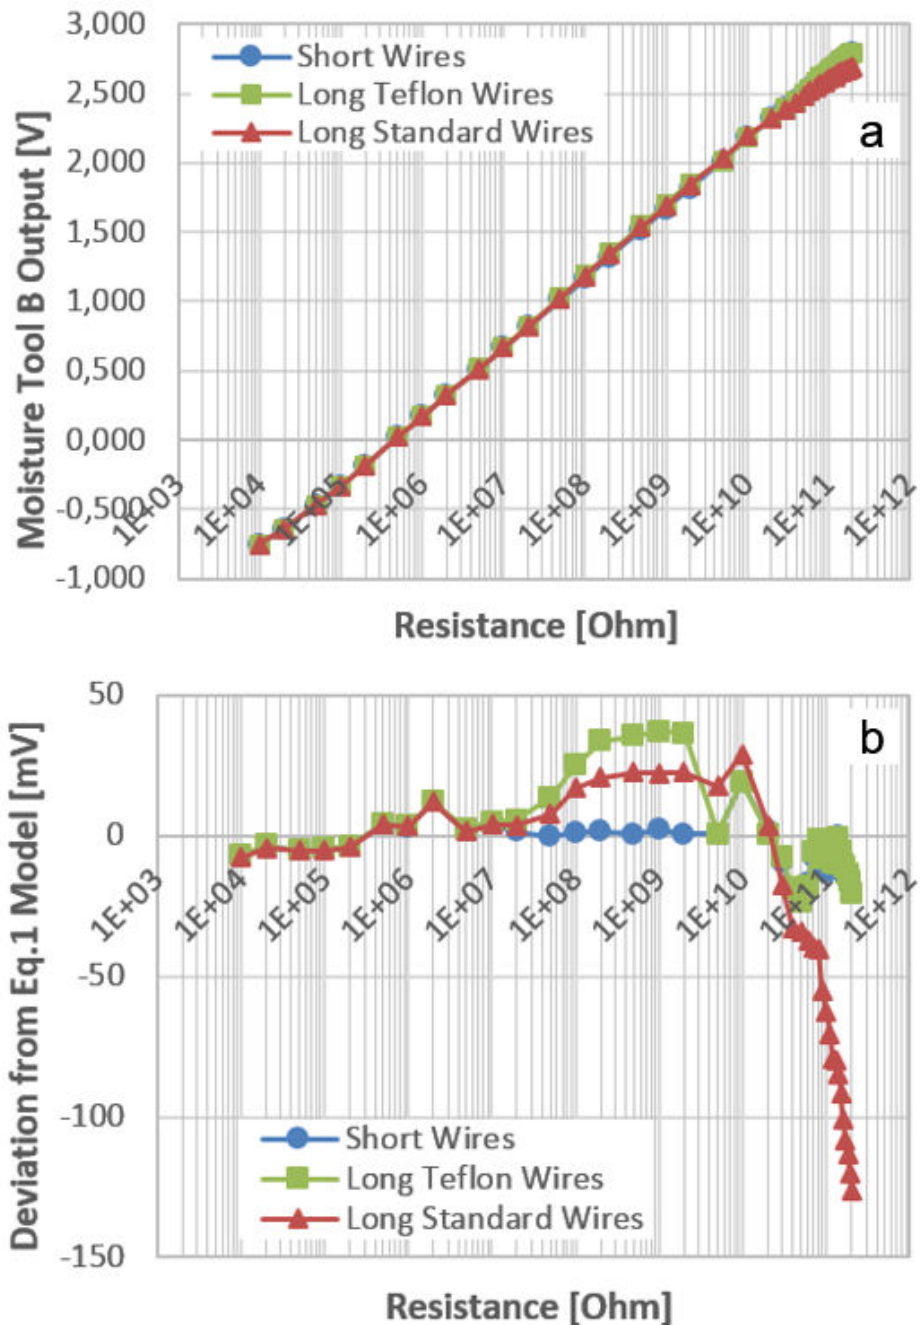 3,000
2,500
2,000
1,500
1,000
0,500
0,000
-0,500
-1,000
Moisture Tool B Output [V]
Short Wires
Long Teflon Wires
Long Standard Wires
a
1E+03
1E+04
1E+05
1E+06
1E+07
1E+08
1E+09
1E+10
1E+11
1E+12
Resistance [Ohm]
50
0
-50
-100
-150
Deviation from Eq.1 Model [mV]
b
1E+03
1E+04
1E+05
1E+06
1E+07
1E+08
1E+09
1E+10
1E+11
1E+12
Short Wires
Long Teflon Wires
Long Standard Wires
Resistance [Ohm]